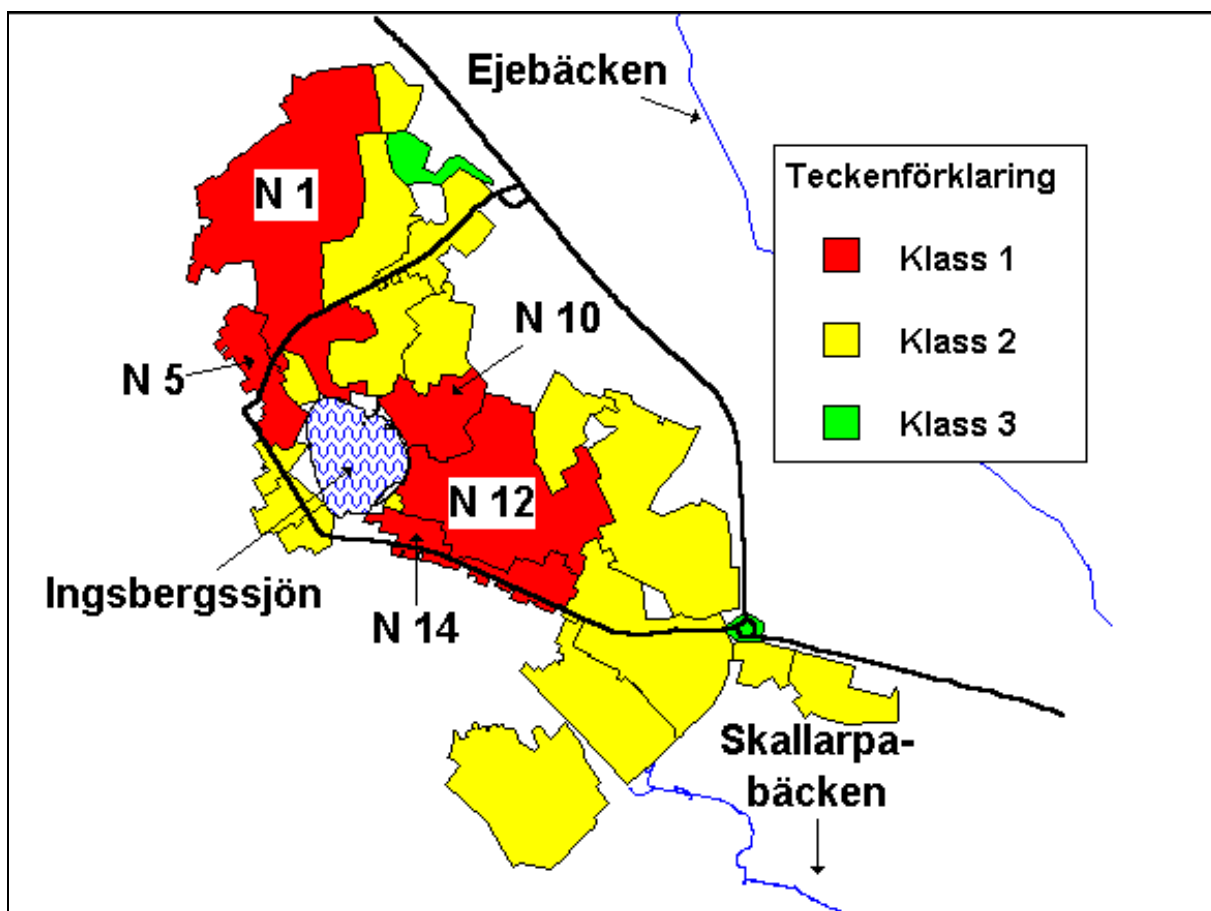 Ejebäcken
Teckenförklaring
N 1
Klass 1
N 10
Klass 2
N 5
Klass 3
N 12
Ingsbergssjön
N 14
Skallarpa-
bäcken